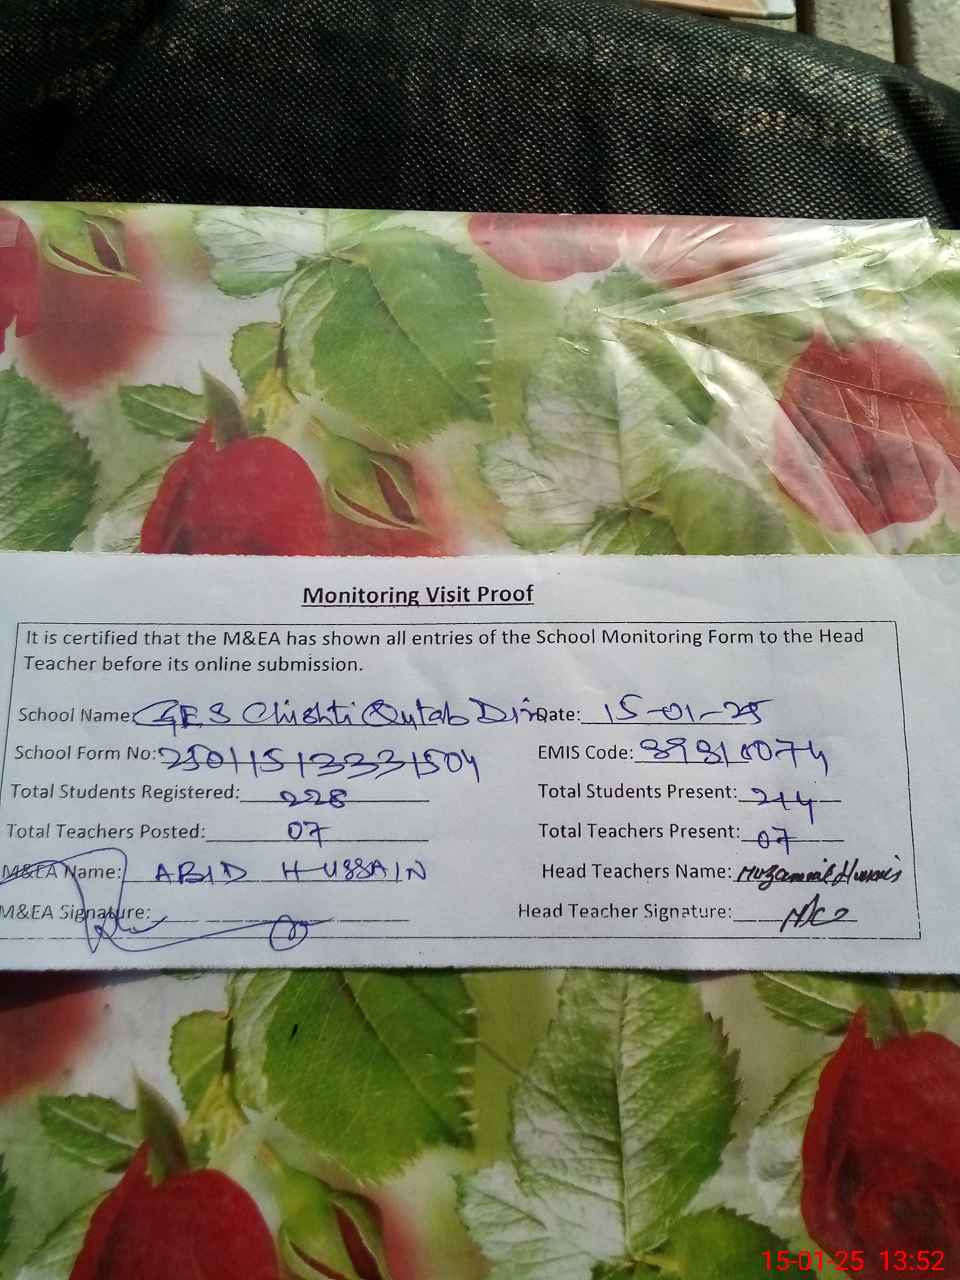 Monitoring Visit Proof
It is certified that the M&EA has shown all entries of the School Monitoring Form to the Head
Teacher before its online submission.
School Name: GES Chishti Qutab Din Date: 15-01-25
School Form No: 25011513331504 EMIS Code: 39310074
Total Students Registered: 228 Total Students Present: 214
Total Teachers Posted: 07 Total Teachers Present: 07
M&EA Name: ABID HUSSAIN Head Teachers Name: Muzammil
M&EA Signature: Head Teacher Signature:
15-01-25 13:52